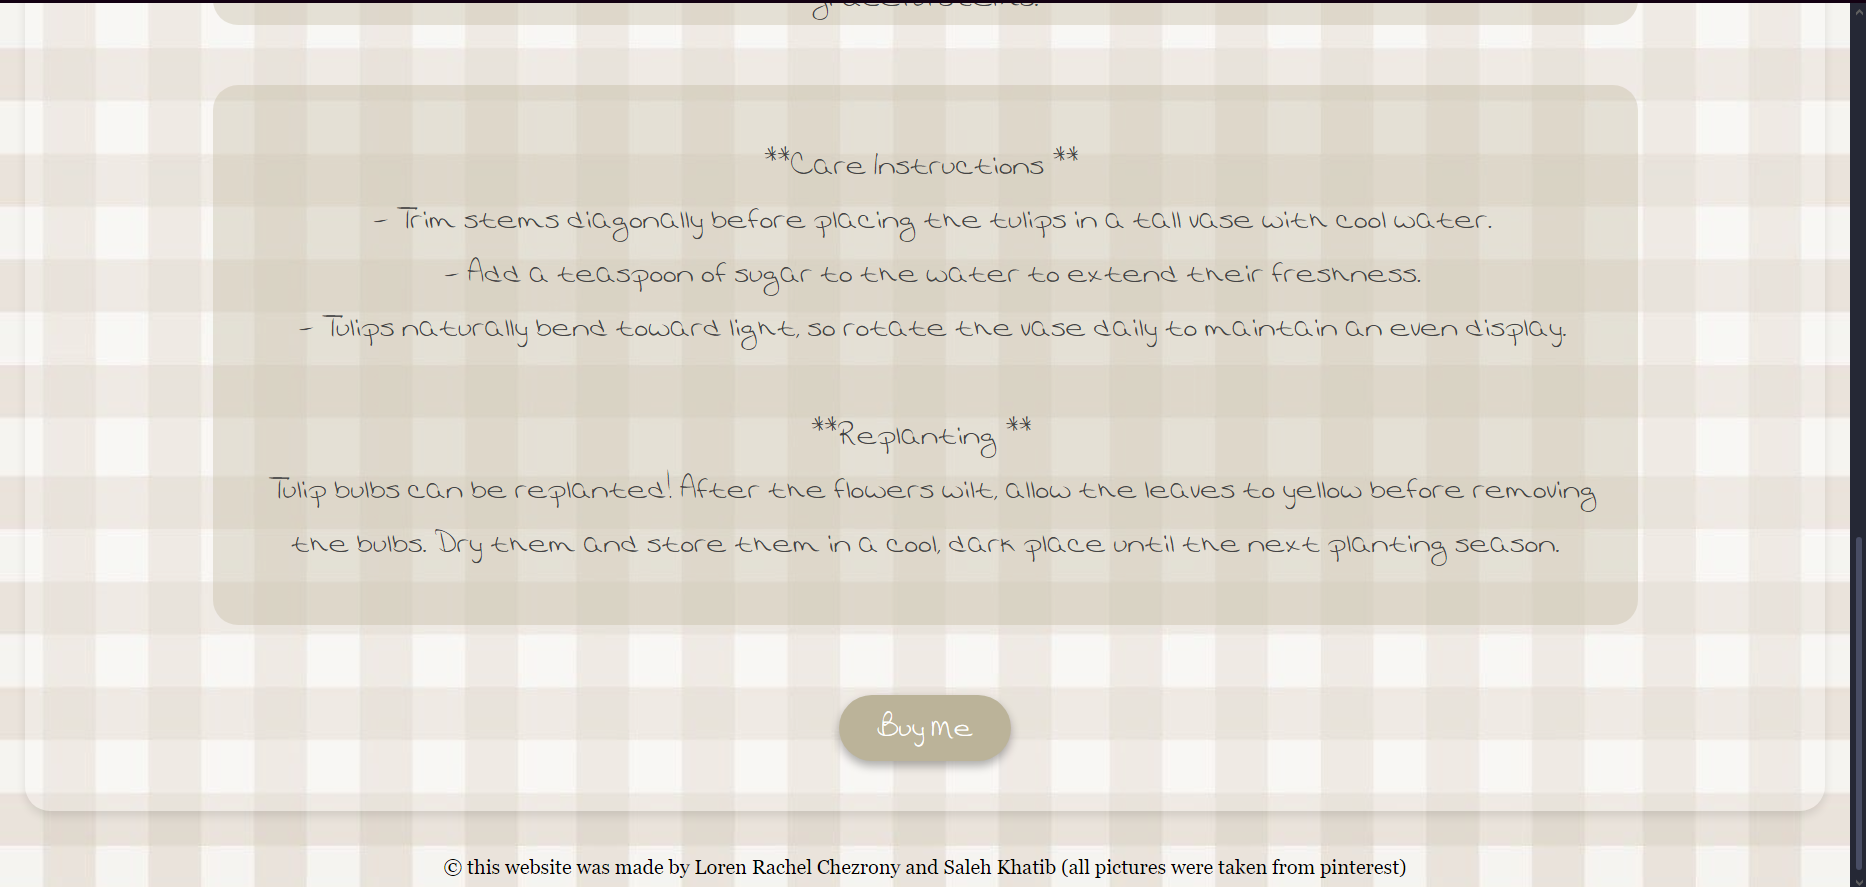 graceful stems.
**Care Instructions **
- Trim stems diagonally before placing the tulips in a tall vase with cool water.
- Add a teaspoon of sugar to the water to extend their freshness.
- Tulips naturally bend toward light, so rotate the vase daily to maintain an even display.
**Replanting **
Tulip bulbs can be replanted! After the flowers wilt, allow the leaves to yellow before removing
the bulbs. Dry them and store them in a cool, dark place until the next planting season.
Buy Me
© this website was made by Loren Rachel Chezrony and Saleh Khatib (all pictures were taken from pinterest)